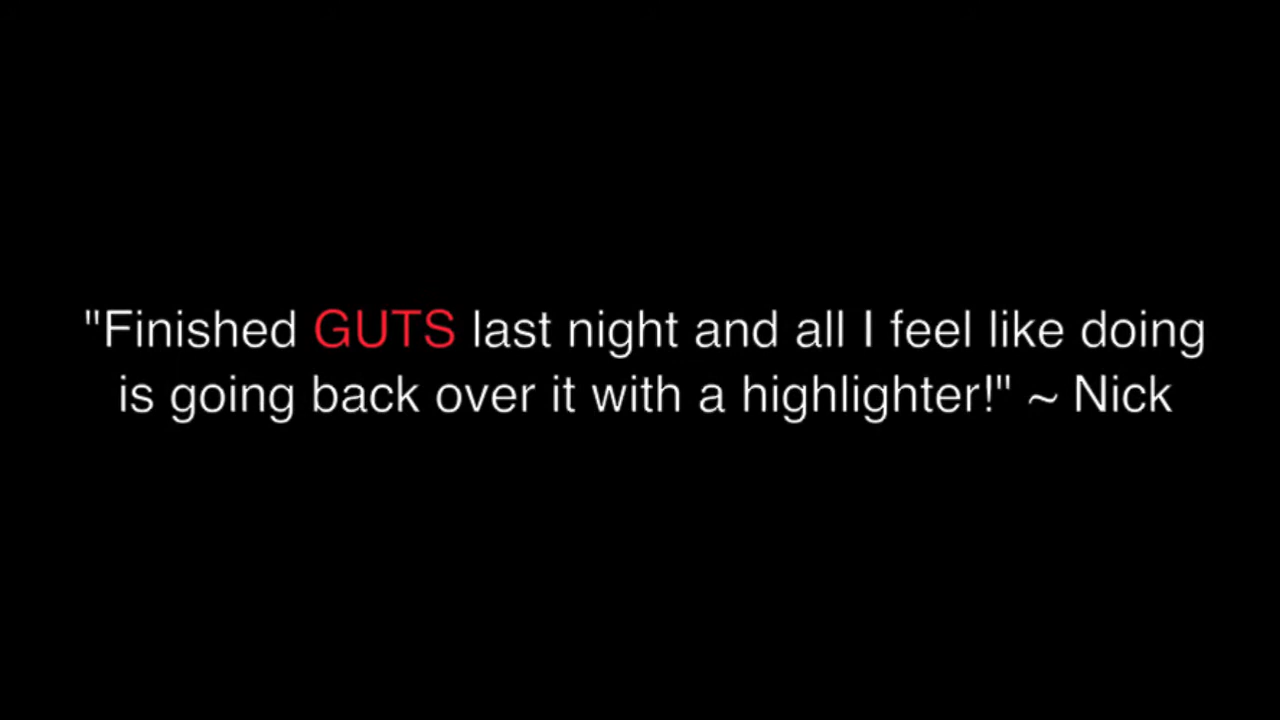 "Finished GUTS last night and all I feel like doing
is going back over it with a highlighter!" ~ Nick